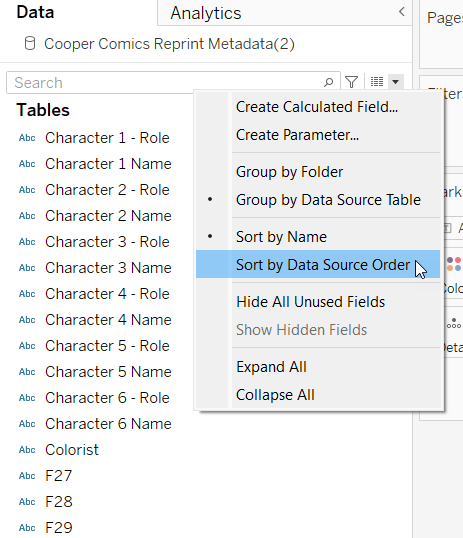 Data
Analytics
Pages
Cooper Comics Reprint Metadata(2)
Search
Tables
Abc Character 1 - Role
Abc Character 1 Name
Abc Character 2 - Role
Abc Character 2 Name
Abc Character 3 - Role
Abc Character 3 Name
Abc Character 4 - Role
Abc Character 4 Name
Abc Character 5 - Role
Abc Character 5 Name
Abc Character 6 - Role
Abc Character 6 Name
Abc Colorist
Abc F27
Abc F28
Abc F29
Create Calculated Field...
Create Parameter...
Group by Folder
• Group by Data Source Table
• Sort by Name
Sort by Data Source Order
Hide All Unused Fields
Show Hidden Fields
Expand All
Collapse All